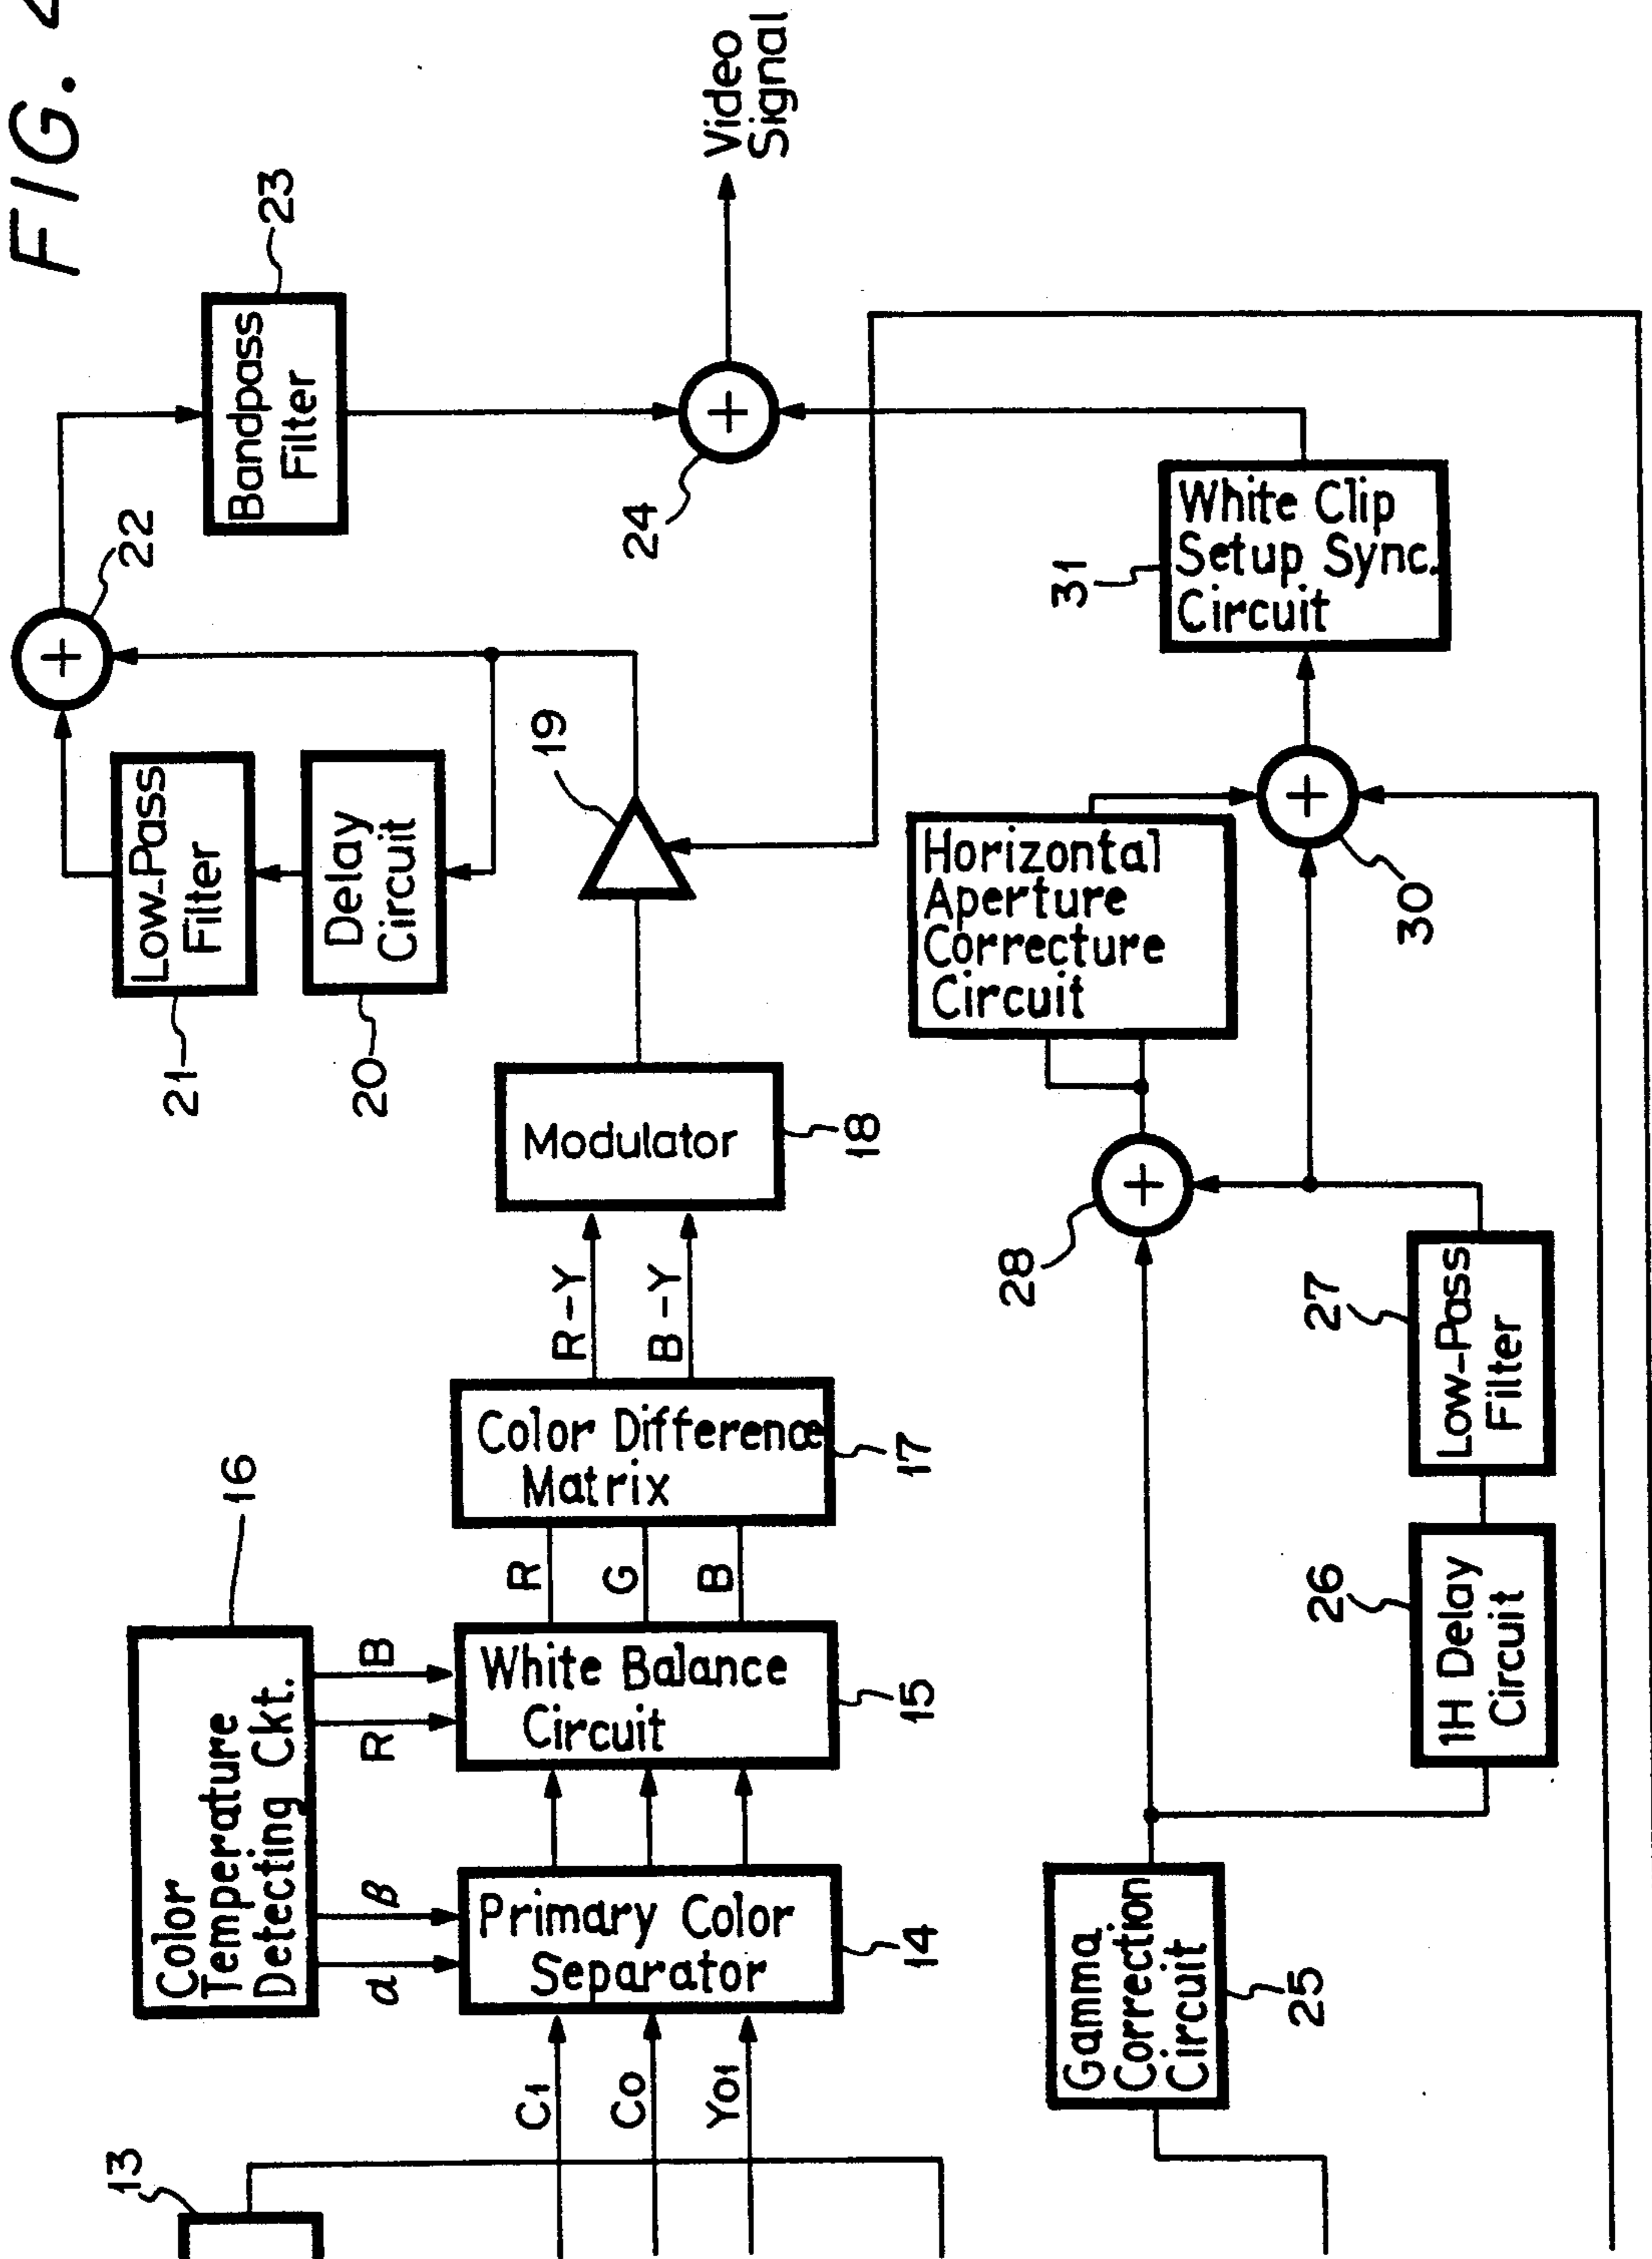 FIG. 2
13
Color
Temperature
Detecting Ckt.
16
α
β
R
B
C1
C0
Y01
Primary Color
Separator
14
White Balance
Circuit
15
R
G
B
Color Difference
Matrix
17
R-Y
B-Y
Modulator
18
19
Delay
Circuit
20
Low-Pass
Filter
21
22
Bandpass
Filter
23
24
Video
Signal
Gamma
Correction
Circuit
25
1H Delay
Circuit
26
Low-Pass
Filter
27
28
Horizontal
Aperture
Correcture
Circuit
30
White Clip
Setup Sync.
Circuit
31